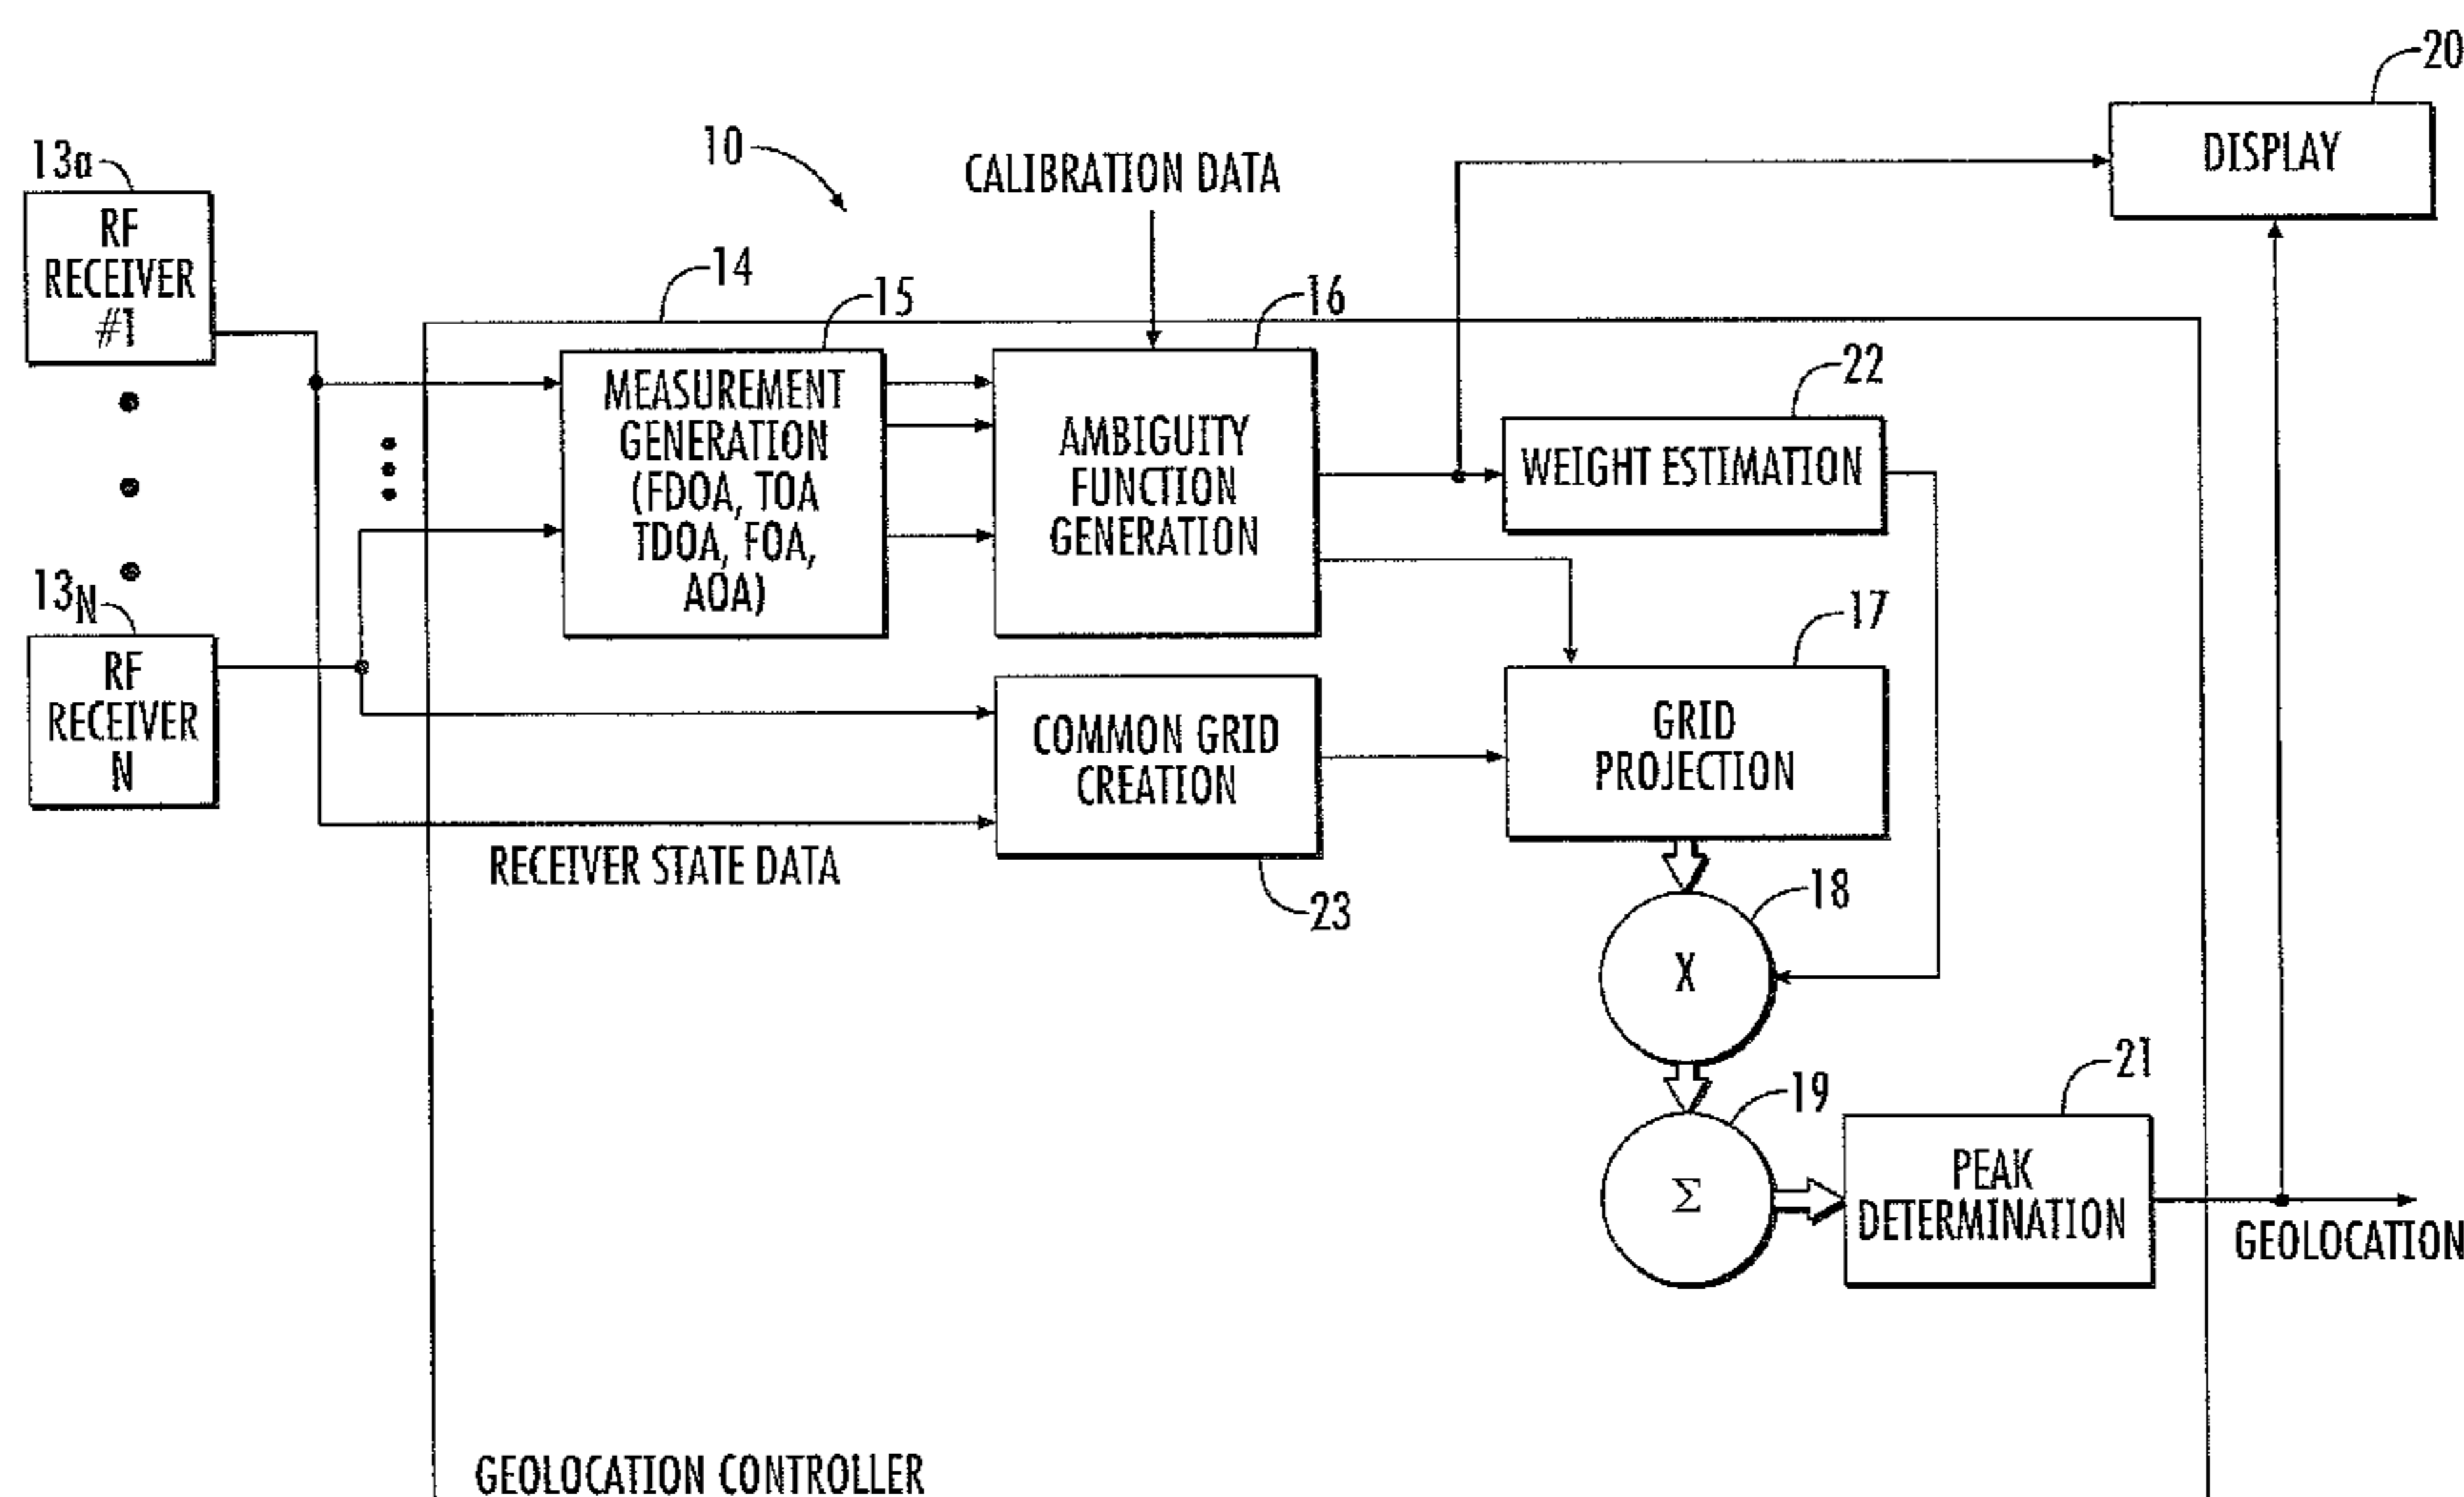 20
DISPLAY
10
CALIBRATION DATA
13a
RF
RECEIVER
#1
14
15
16
MEASUREMENT
GENERATION
(FDOA, TOA
TDOA, FOA,
AOA)
AMBIGUITY
FUNCTION
GENERATION
22
WEIGHT ESTIMATION
13N
RF
RECEIVER
N
17
GRID
PROJECTION
COMMON GRID
CREATION
RECEIVER STATE DATA
23
18
X
19
Σ
21
PEAK
DETERMINATION
GEOLOCATION
GEOLOCATION CONTROLLER